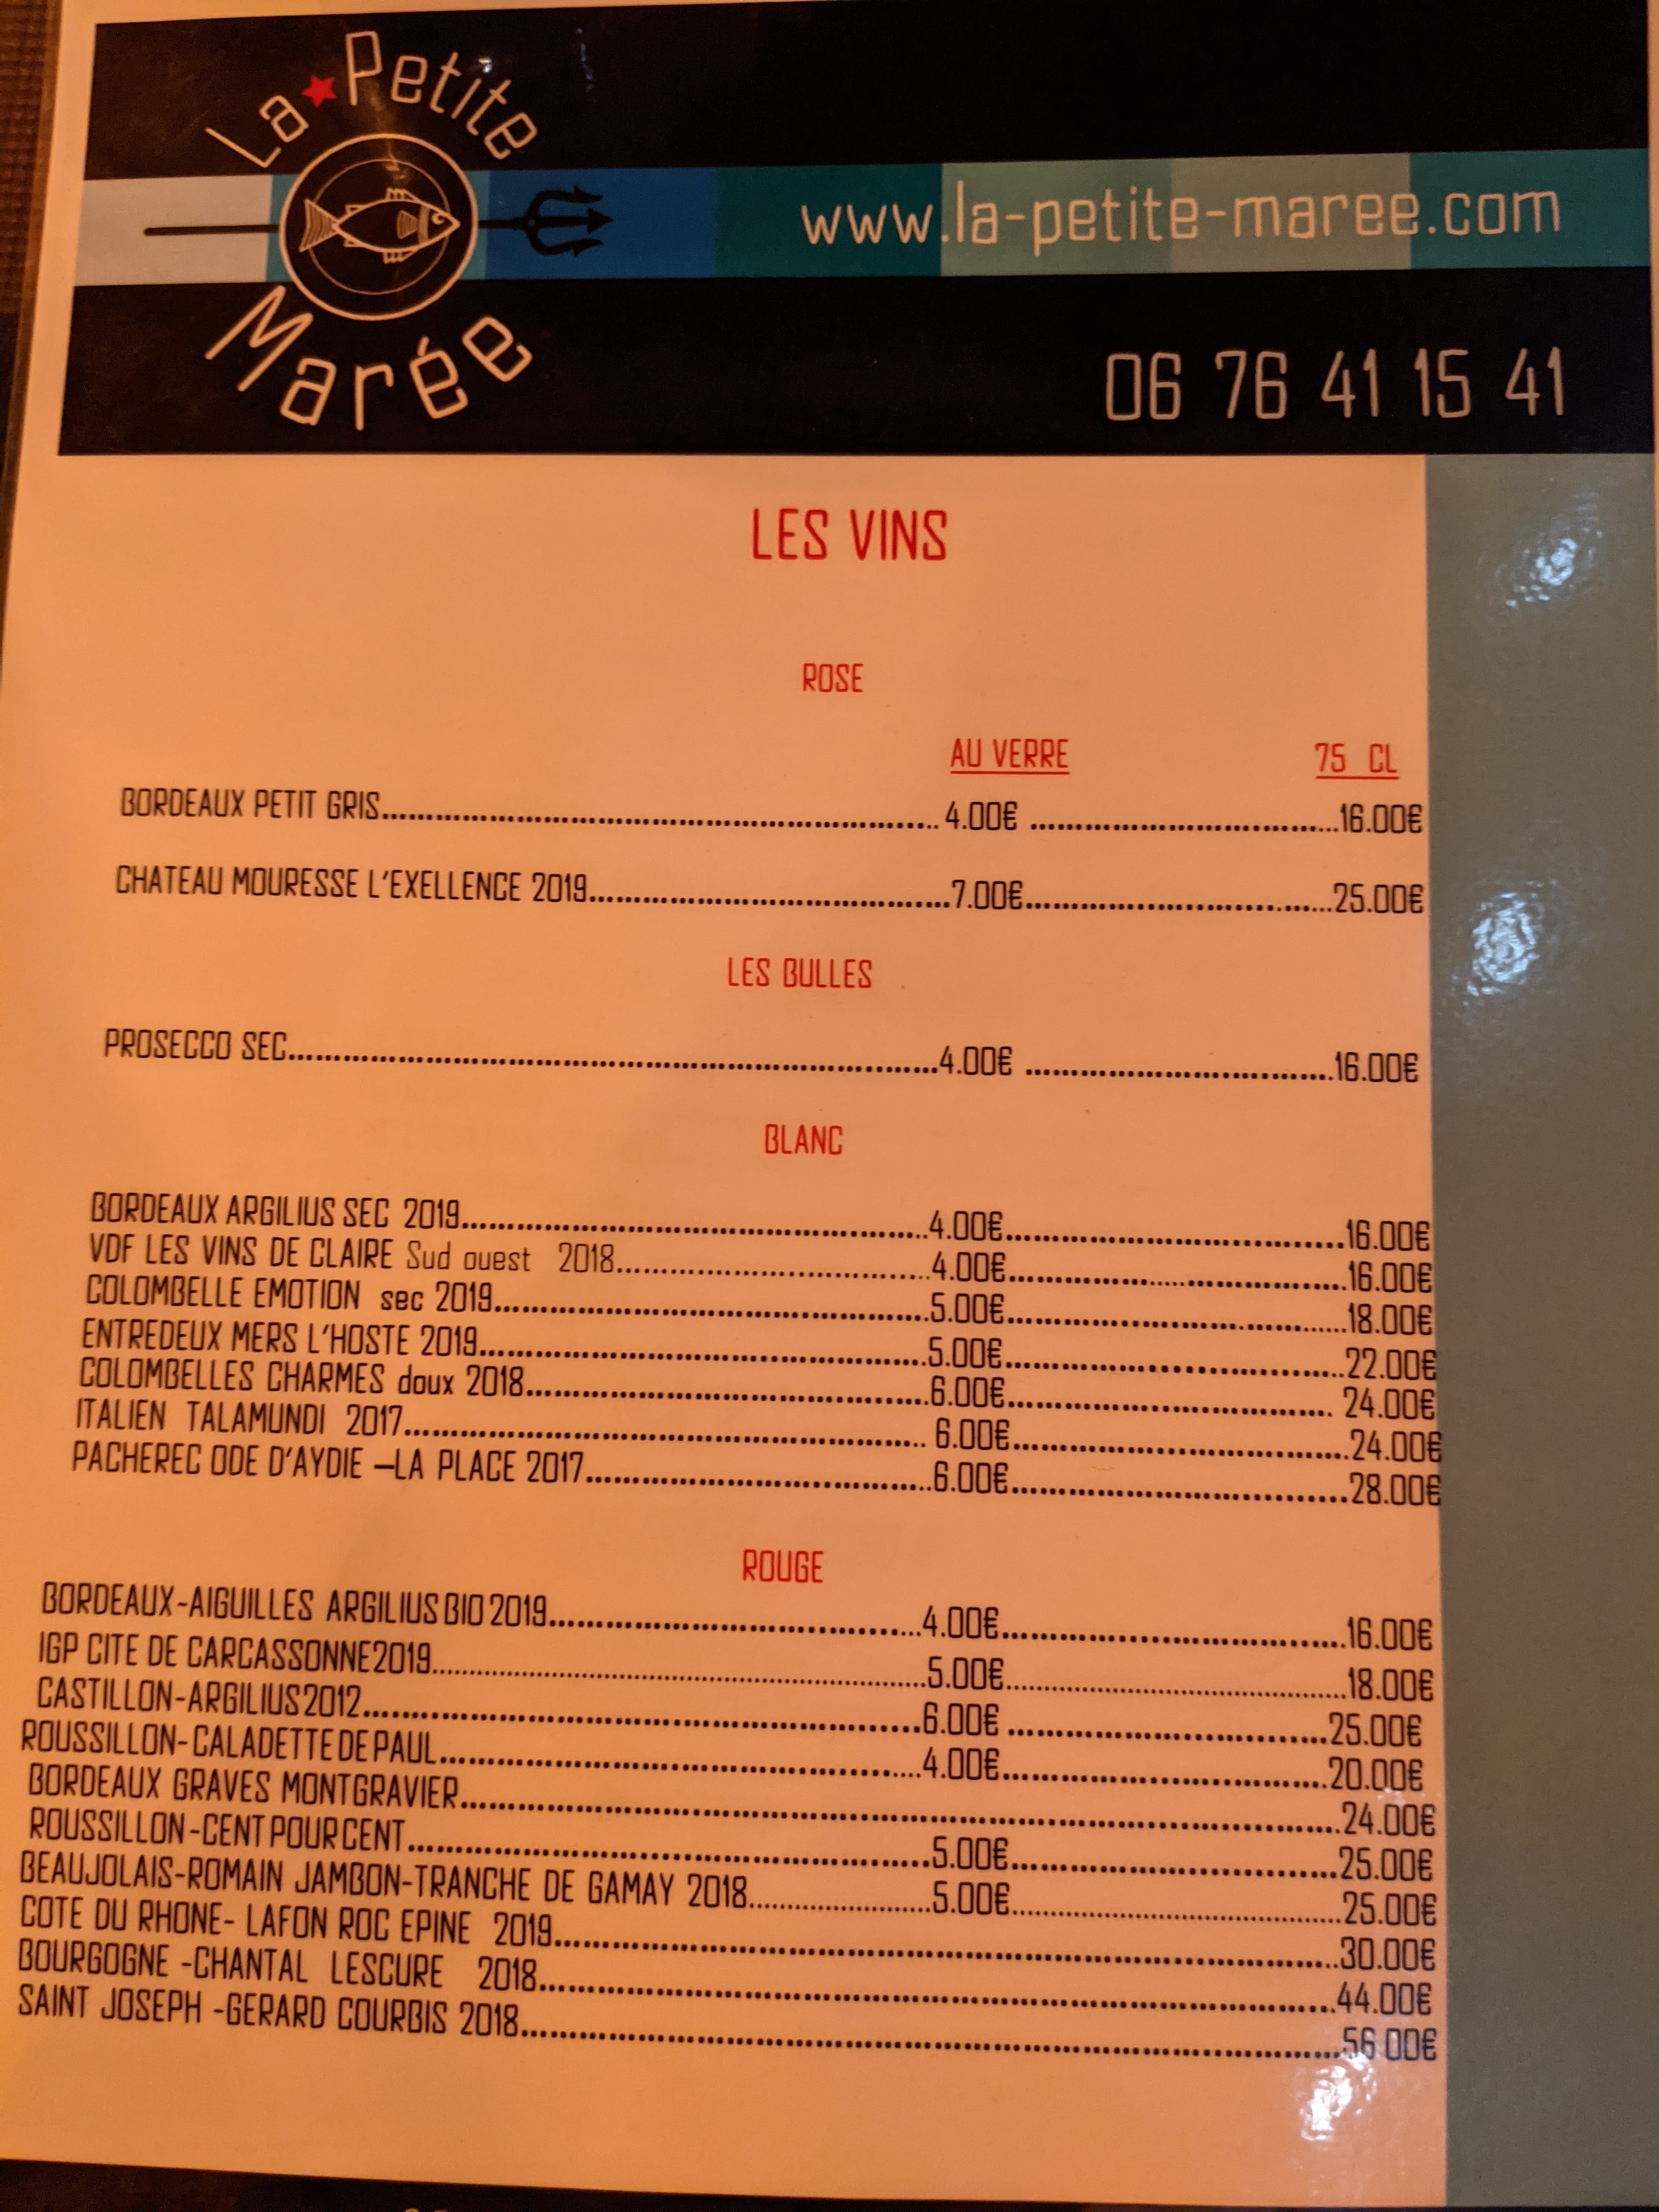 La Petite
Marée
www.la-petite-maree.com
06 76 41 15 41
LES VINS
ROSE
AU VERRE 75 CL
BORDEAUX PETIT GRIS 4.00€ 16.00€
CHATEAU MOURESSE L'EXELLENCE 2019 7.00€ 25.00€
LES BULLES
PROSECCO SEC 4.00€ 16.00€
BLANC
BORDEAUX ARGILIUS SEC 2019 4.00€ 16.00€
VDF LES VINS DE CLAIRE Sud ouest 2018 4.00€ 16.00€
COLOMBELLE EMOTION sec 2019 5.00€ 18.00€
ENTREDEUX MERS L'HOSTE 2019 5.00€ 22.00€
COLOMBELLES CHARMES doux 2018 6.00€ 24.00€
ITALIEN TALAMUNDI 2017 6.00€ 24.00€
PACHEREC ODE D'AYDIE –LA PLACE 2017 6.00€ 28.00€
ROUGE
BORDEAUX-AIGUILLES ARGILIUS BIO 2019 4.00€ 16.00€
IGP CITE DE CARCASSONNE2019 5.00€ 18.00€
CASTILLON-ARGILIUS 2012 6.00€ 25.00€
ROUSSILLON-CALADETTE DE PAUL 4.00€ 20.00€
BORDEAUX GRAVES MONTGRAVIER 24.00€
ROUSSILLON-CENT POUR CENT 5.00€ 25.00€
BEAUJOLAIS-ROMAIN JAMBON-TRANCHE DE GAMAY 2018 5.00€ 25.00€
COTE DU RHONE- LAFON ROC EPINE 2019 30.00€
BOURGOGNE -CHANTAL LESCURE 2018 44.00€
SAINT JOSEPH -GERARD COURBIS 2018 56.00€